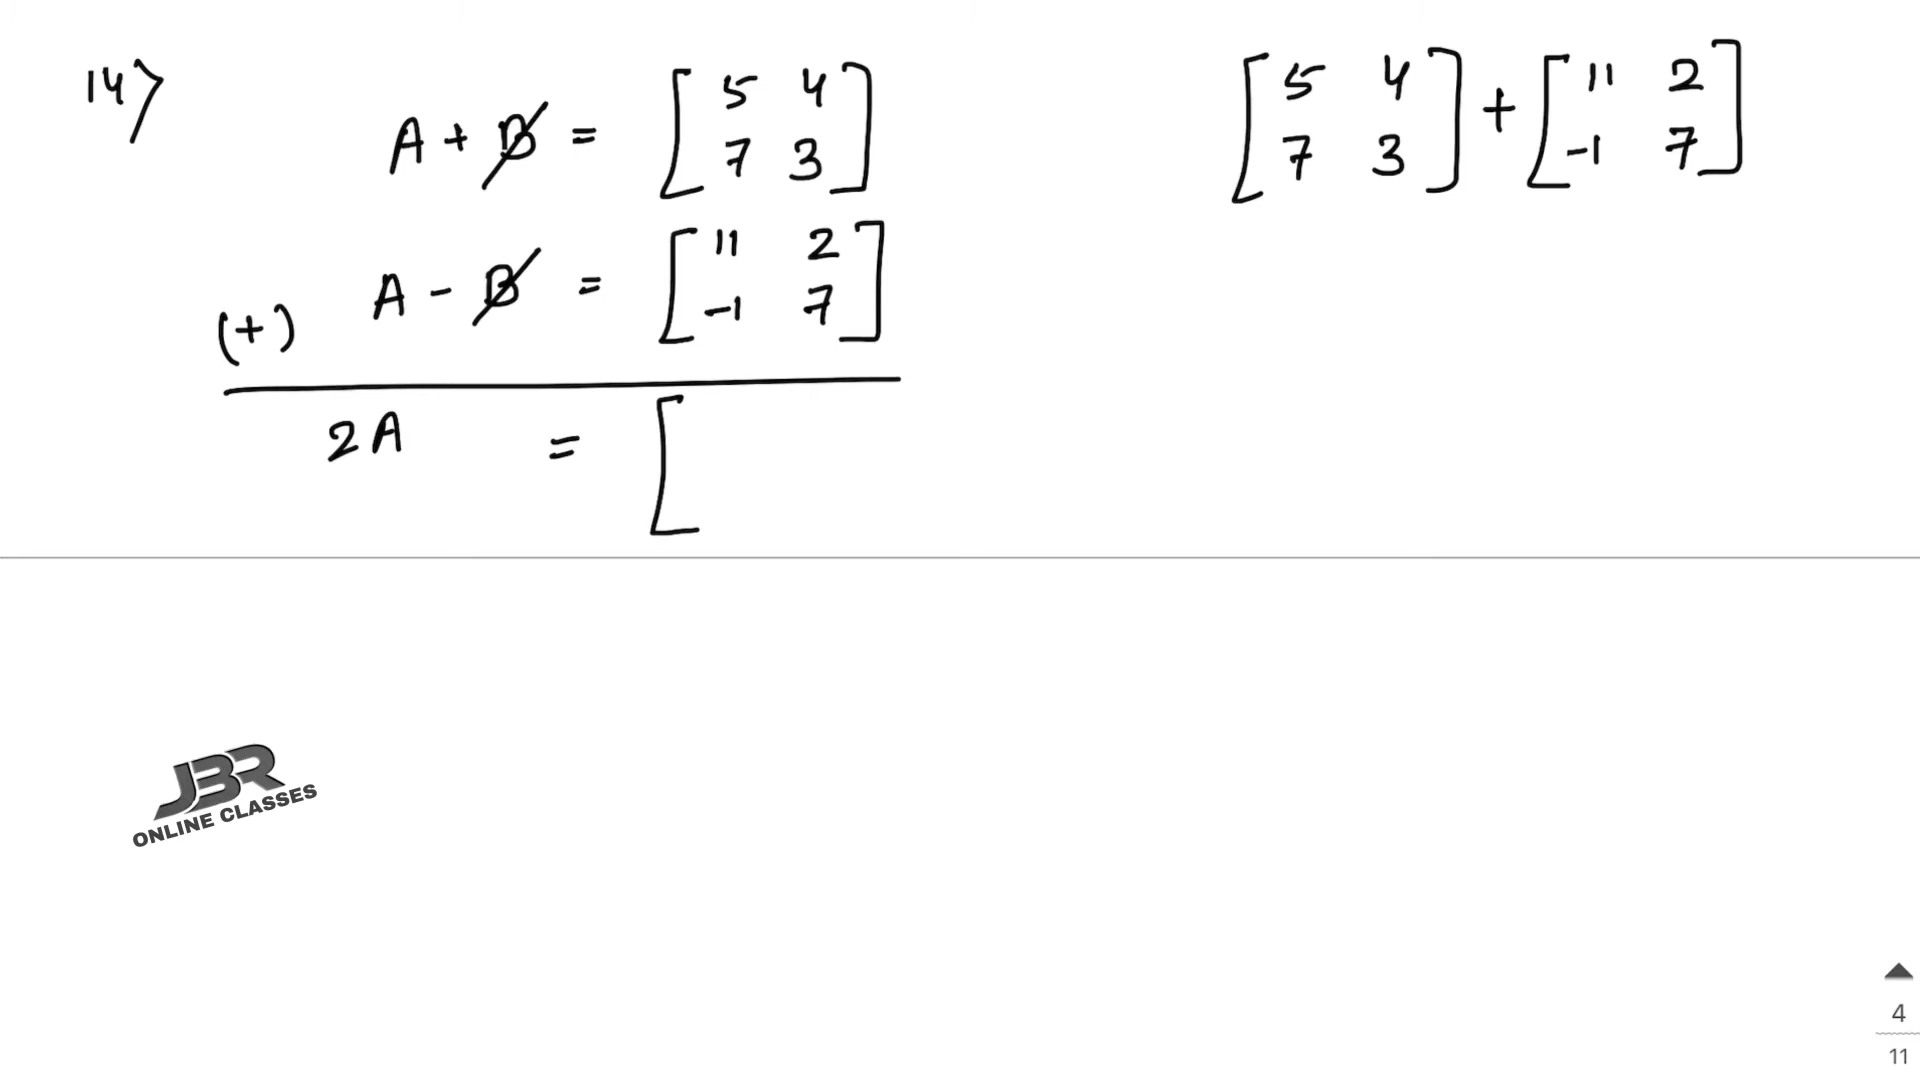 14)
A + B = [5 4
7 3]
A - B = [11 2
-1 7]
(+)
2A = [
[5 4
7 3] + [11 2
-1 7]
JBR
ONLINE CLASSES
4
11